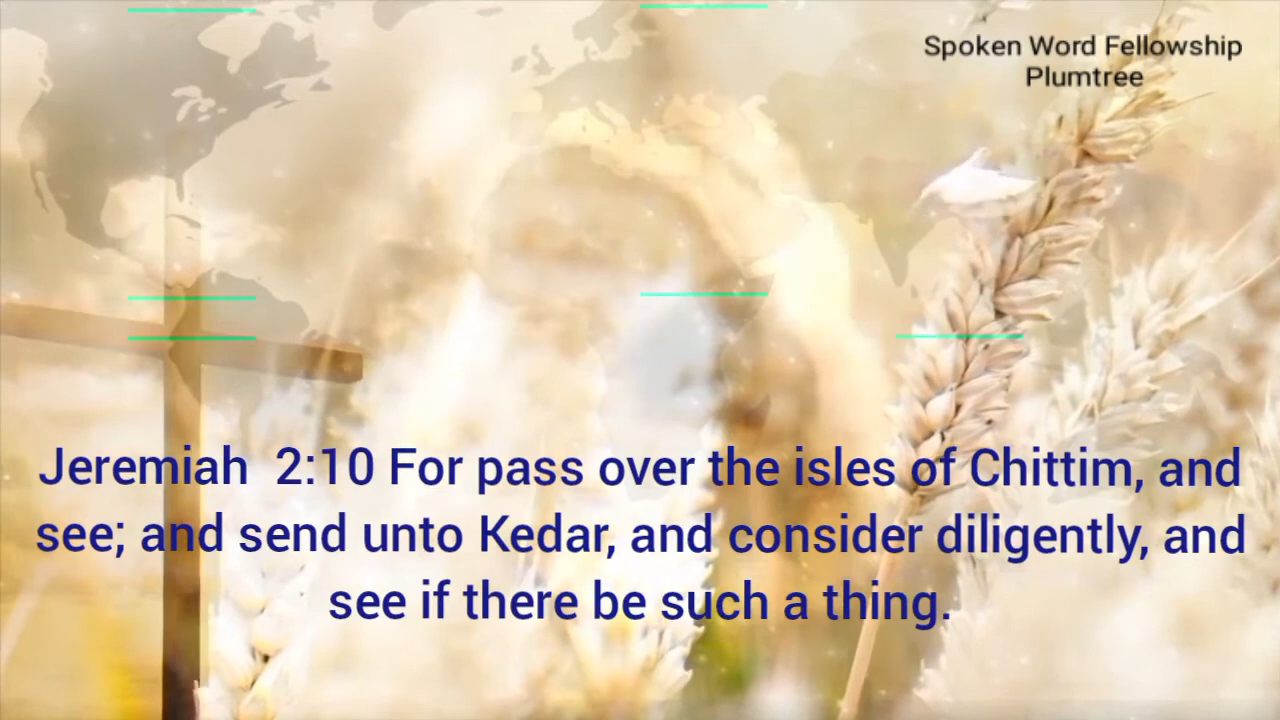 Spoken Word Fellowship
Plumtree
Jeremiah  2:10 For pass over the isles of Chittim, and
see; and send unto Kedar, and consider diligently, and
see if there be such a thing.